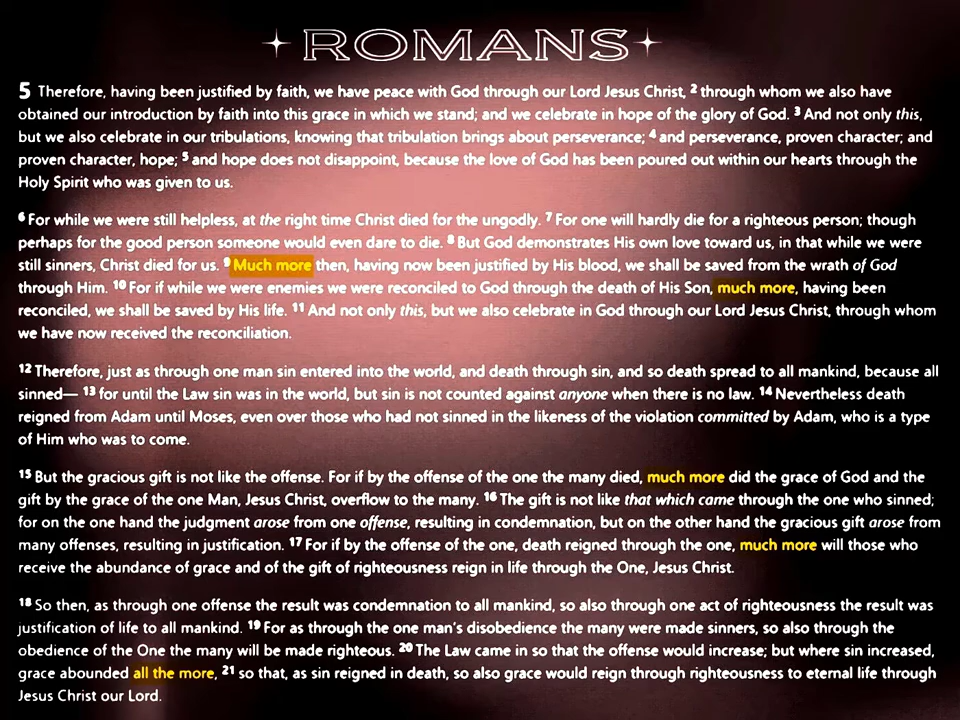 ROMANS
5 Therefore, having been justified by faith, we have peace with God through our Lord Jesus Christ, 2 through whom we also have
obtained our introduction by faith into this grace in which we stand; and we celebrate in hope of the glory of God. 3 And not only this,
but we also celebrate in our tribulations, knowing that tribulation brings about perseverance; 4 and perseverance, proven character; and
proven character, hope; 5 and hope does not disappoint, because the love of God has been poured out within our hearts through the
Holy Spirit who was given to us.
6 For while we were still helpless, at the right time Christ died for the ungodly. 7 For one will hardly die for a righteous person; though
perhaps for the good person someone would even dare to die. 8 But God demonstrates His own love toward us, in that while we were
still sinners, Christ died for us. 9 Much more then, having now been justified by His blood, we shall be saved from the wrath of God
through Him. 10 For if while we were enemies we were reconciled to God through the death of His Son, much more, having been
reconciled, we shall be saved by His life. 11 And not only this, but we also celebrate in God through our Lord Jesus Christ, through whom
we have now received the reconciliation.
12 Therefore, just as through one man sin entered into the world, and death through sin, and so death spread to all mankind, because all
sinned— 13 for until the Law sin was in the world, but sin is not counted against anyone when there is no law. 14 Nevertheless death
reigned from Adam until Moses, even over those who had not sinned in the likeness of the violation committed by Adam, who is a type
of Him who was to come.
15 But the gracious gift is not like the offense. For if by the offense of the one the many died, much more did the grace of God and the
gift by the grace of the one Man, Jesus Christ, overflow to the many. 16 The gift is not like that which came through the one who sinned;
for on the one hand the judgment arose from one offense, resulting in condemnation, but on the other hand the gracious gift arose from
many offenses, resulting in justification. 17 For if by the offense of the one, death reigned through the one, much more will those who
receive the abundance of grace and of the gift of righteousness reign in life through the One, Jesus Christ.
18 So then, as through one offense the result was condemnation to all mankind, so also through one act of righteousness the result was
justification of life to all mankind. 19 For as through the one man's disobedience the many were made sinners, so also through the
obedience of the One the many will be made righteous. 20 The Law came in so that the offense would increase; but where sin increased,
grace abounded all the more, 21 so that, as sin reigned in death, so also grace would reign through righteousness to eternal life through
Jesus Christ our Lord.